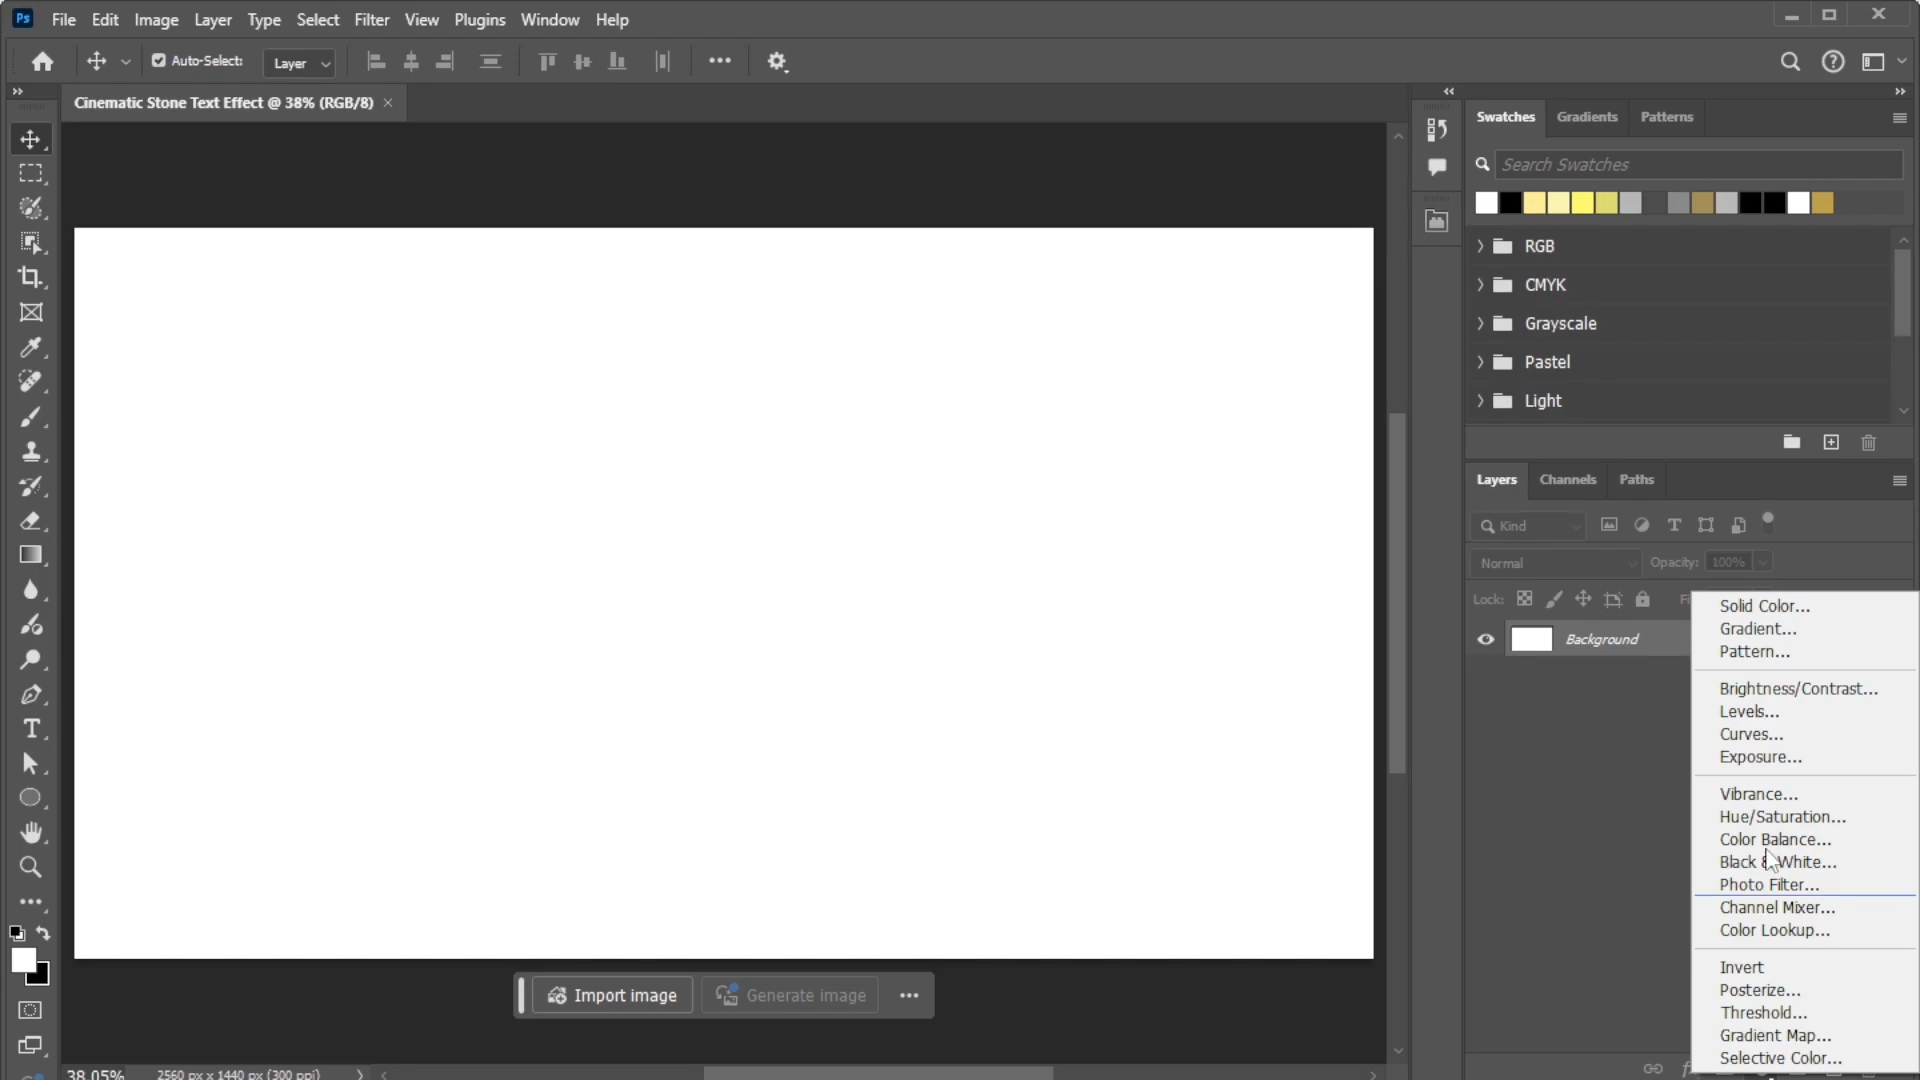 Ps File Edit Image Layer Type Select Filter View Plugins Window Help
Auto-Select: Layer
Cinematic Stone Text Effect @ 38% (RGB/8)
Swatches Gradients Patterns
Search Swatches
RGB
CMYK
Grayscale
Pastel
Light
Layers Channels Paths
Kind
Normal Opacity: 100%
Lock:
Background
Solid Color...
Gradient...
Pattern...
Brightness/Contrast...
Levels...
Curves...
Exposure...
Vibrance...
Hue/Saturation...
Color Balance...
Black & White...
Photo Filter...
Channel Mixer...
Color Lookup...
Invert
Posterize...
Threshold...
Gradient Map...
Selective Color...
Import image Generate image
38.05% 2560 px x 1440 px (300 ppi)